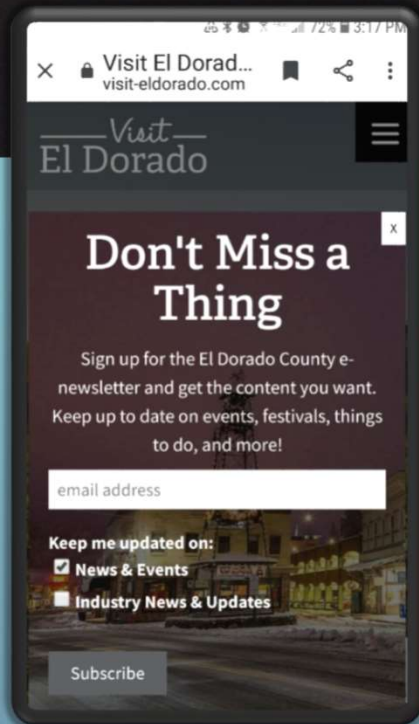 72% 3:17 PM
Visit El Dorad...
visit-eldorado.com
Visit
El Dorado
x
Don't Miss a
Thing
Sign up for the El Dorado County e-
newsletter and get the content you want.
Keep up to date on events, festivals, things
to do, and more!
email address
Keep me updated on:
News & Events
Industry News & Updates
Subscribe